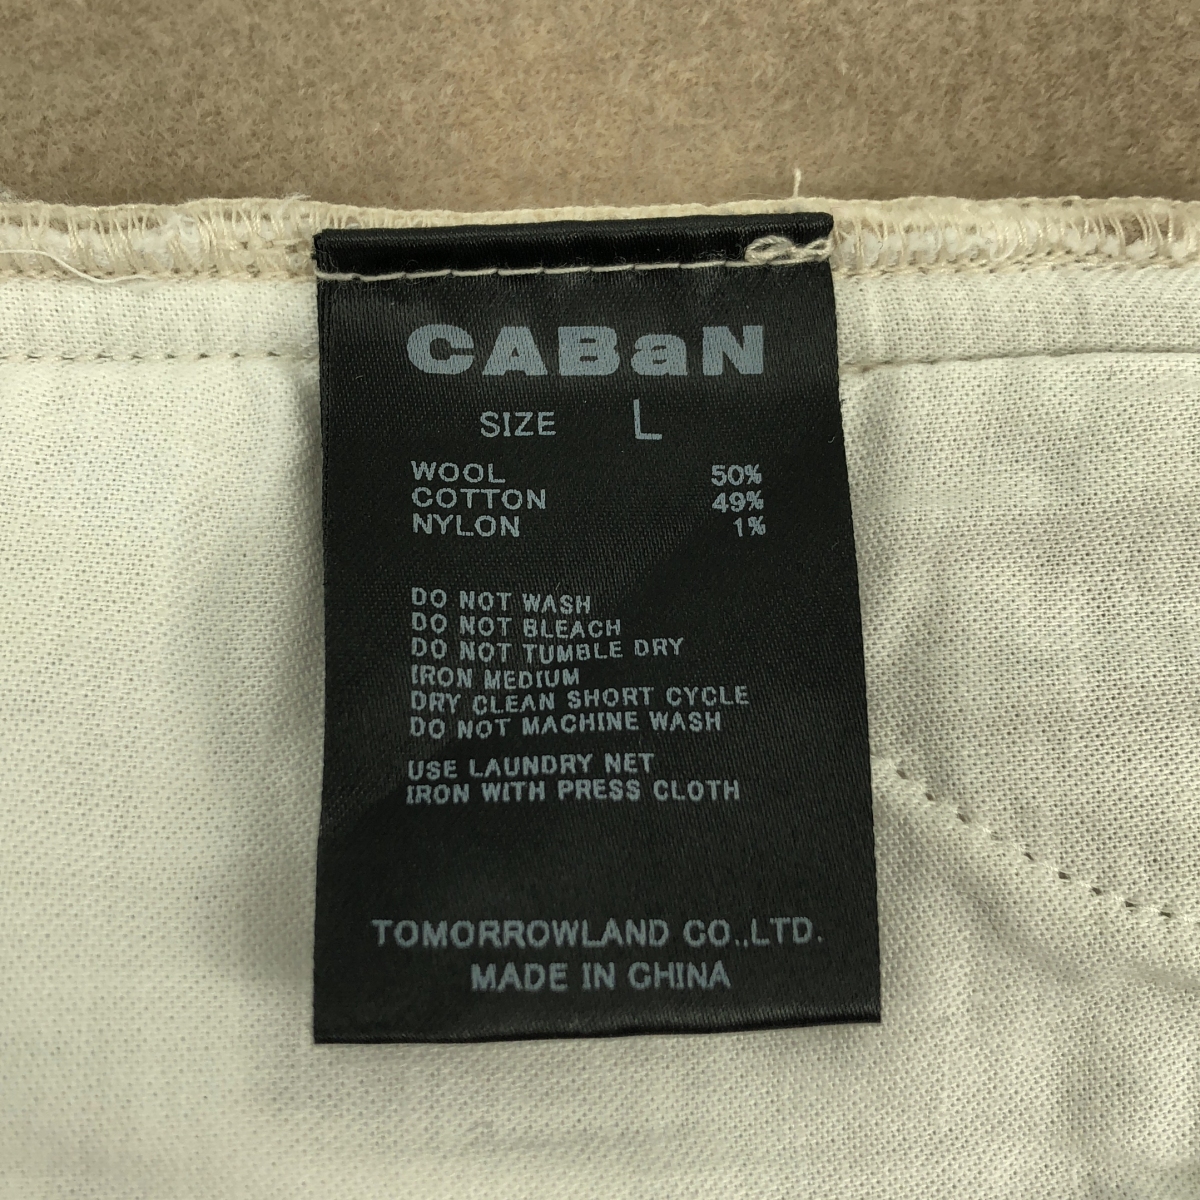 CABaN
SIZE L
WOOL 50%
COTTON 49%
NYLON 1%
DO NOT WASH
DO NOT BLEACH
DO NOT TUMBLE DRY
IRON MEDIUM
DRY CLEAN SHORT CYCLE
DO NOT MACHINE WASH
USE LAUNDRY NET
IRON WITH PRESS CLOTH
TOMORROWLAND CO.,LTD.
MADE IN CHINA